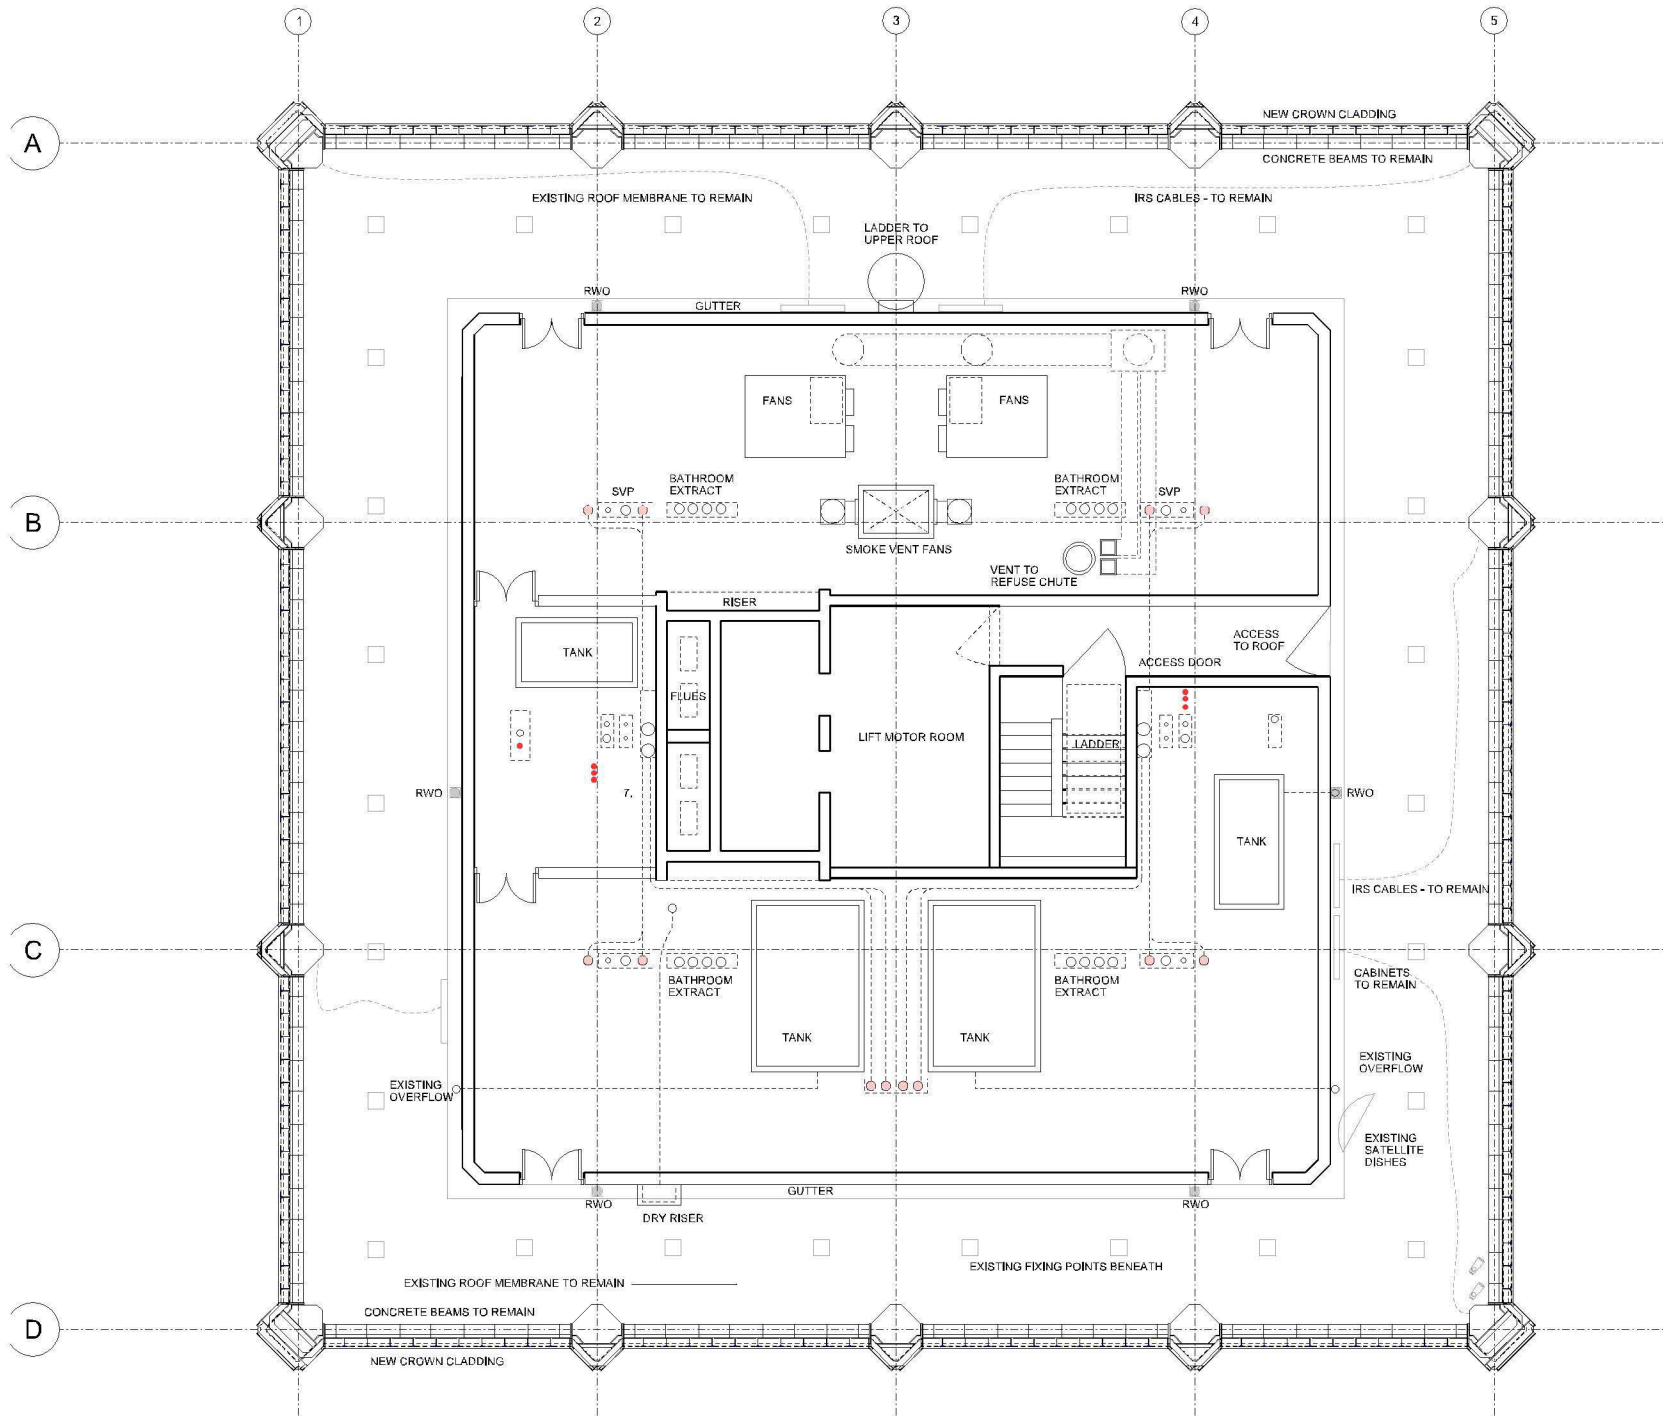 1
2
3
4
5
A
NEW CROWN CLADDING
CONCRETE BEAMS TO REMAIN
EXISTING ROOF MEMBRANE TO REMAIN
IRS CABLES - TO REMAIN
LADDER TO
UPPER ROOF
RWO
GUTTER
RWO
FANS
FANS
SVP
BATHROOM
EXTRACT
BATHROOM
EXTRACT
SVP
B
SMOKE VENT FANS
VENT TO
REFUSE CHUTE
RISER
ACCESS
TO ROOF
TANK
ACCESS DOOR
FLUES
LIFT MOTOR ROOM
LADDER
RWO
7,
RWO
TANK
IRS CABLES - TO REMAIN
C
BATHROOM
EXTRACT
BATHROOM
EXTRACT
CABINETS
TO REMAIN
TANK
TANK
EXISTING
OVERFLOW
EXISTING
OVERFLOW
EXISTING
SATELLITE
DISHES
RWO
GUTTER
RWO
DRY RISER
EXISTING FIXING POINTS BENEATH
EXISTING ROOF MEMBRANE TO REMAIN
CONCRETE BEAMS TO REMAIN
D
NEW CROWN CLADDING